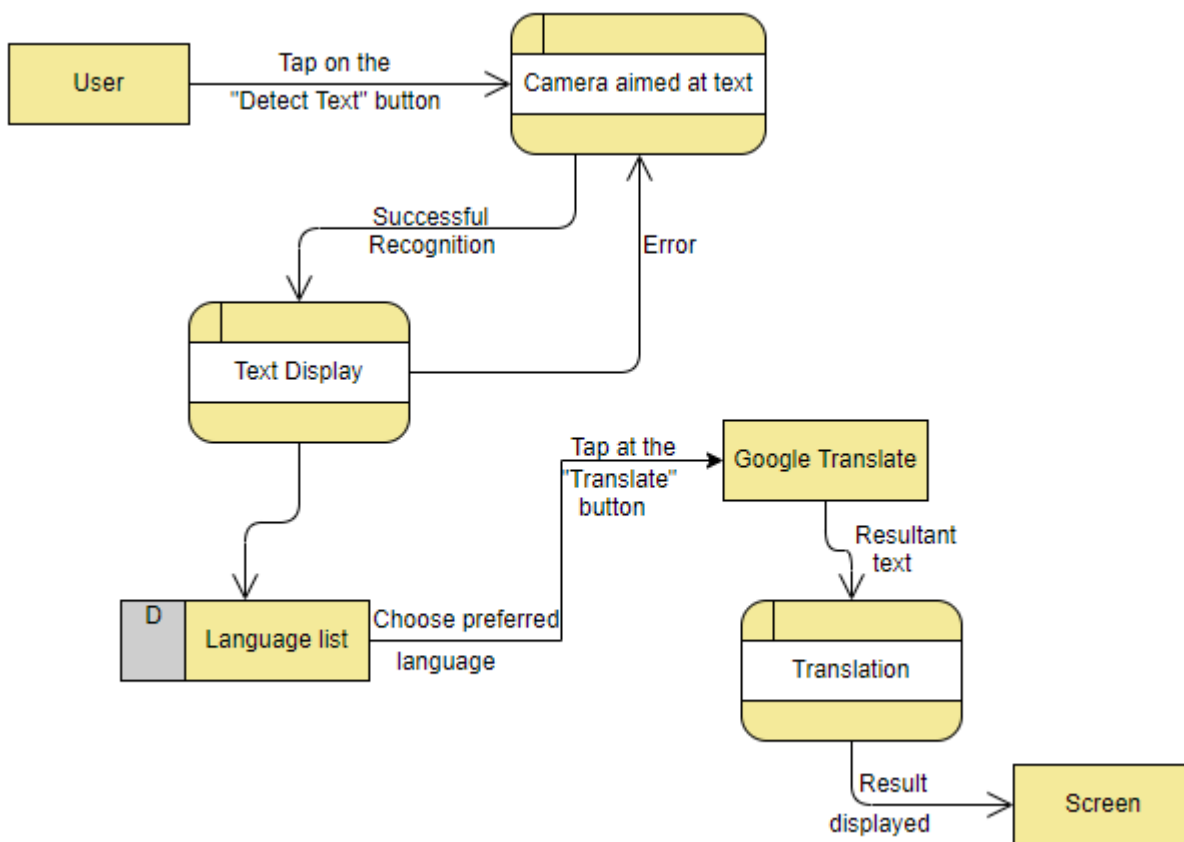 User
Tap on the
"Detect Text" button
Camera aimed at text
Successful
Recognition
Error
Text Display
Tap at the
"Translate"
button
Google Translate
Resultant
text
D
Language list
Choose preferred
language
Translation
Result
displayed
Screen